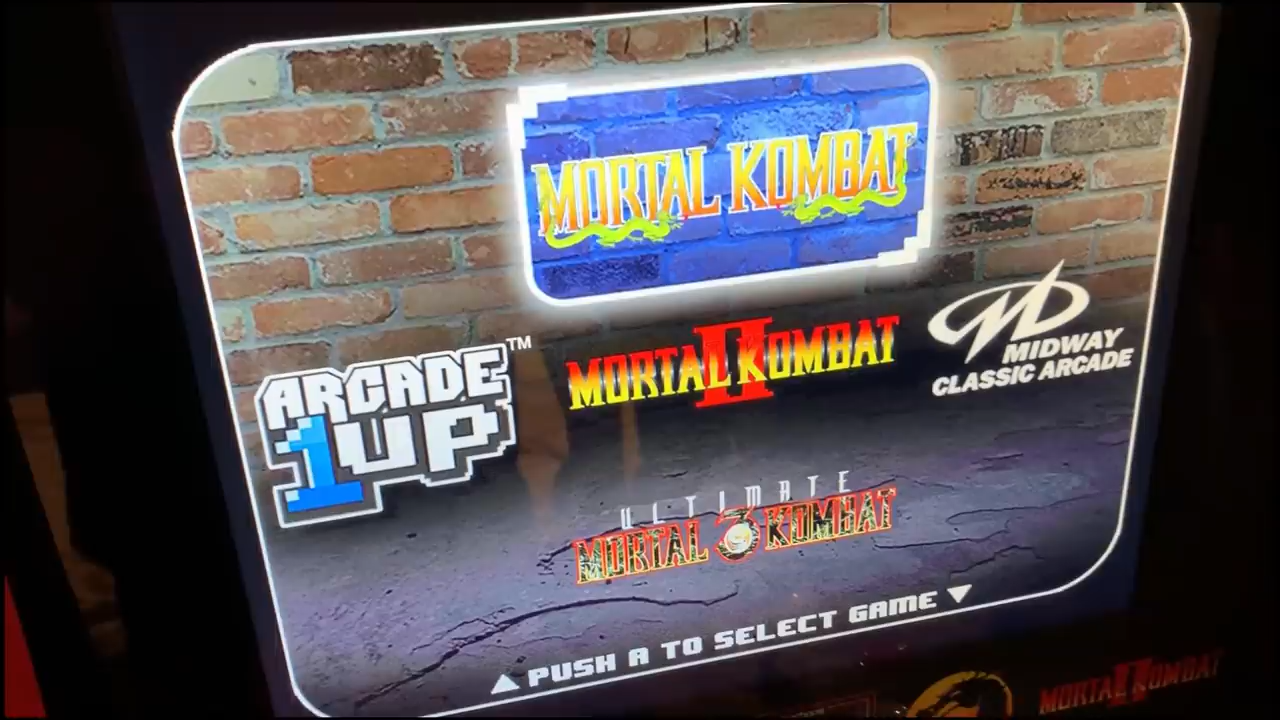 MORTAL KOMBAT
ARCADE
1UP™
MORTAL II KOMBAT
MIDWAY
CLASSIC ARCADE
ULTIMATE
MORTAL 3 KOMBAT
▲ PUSH A TO SELECT GAME ▼
MORTAL II KOMBAT